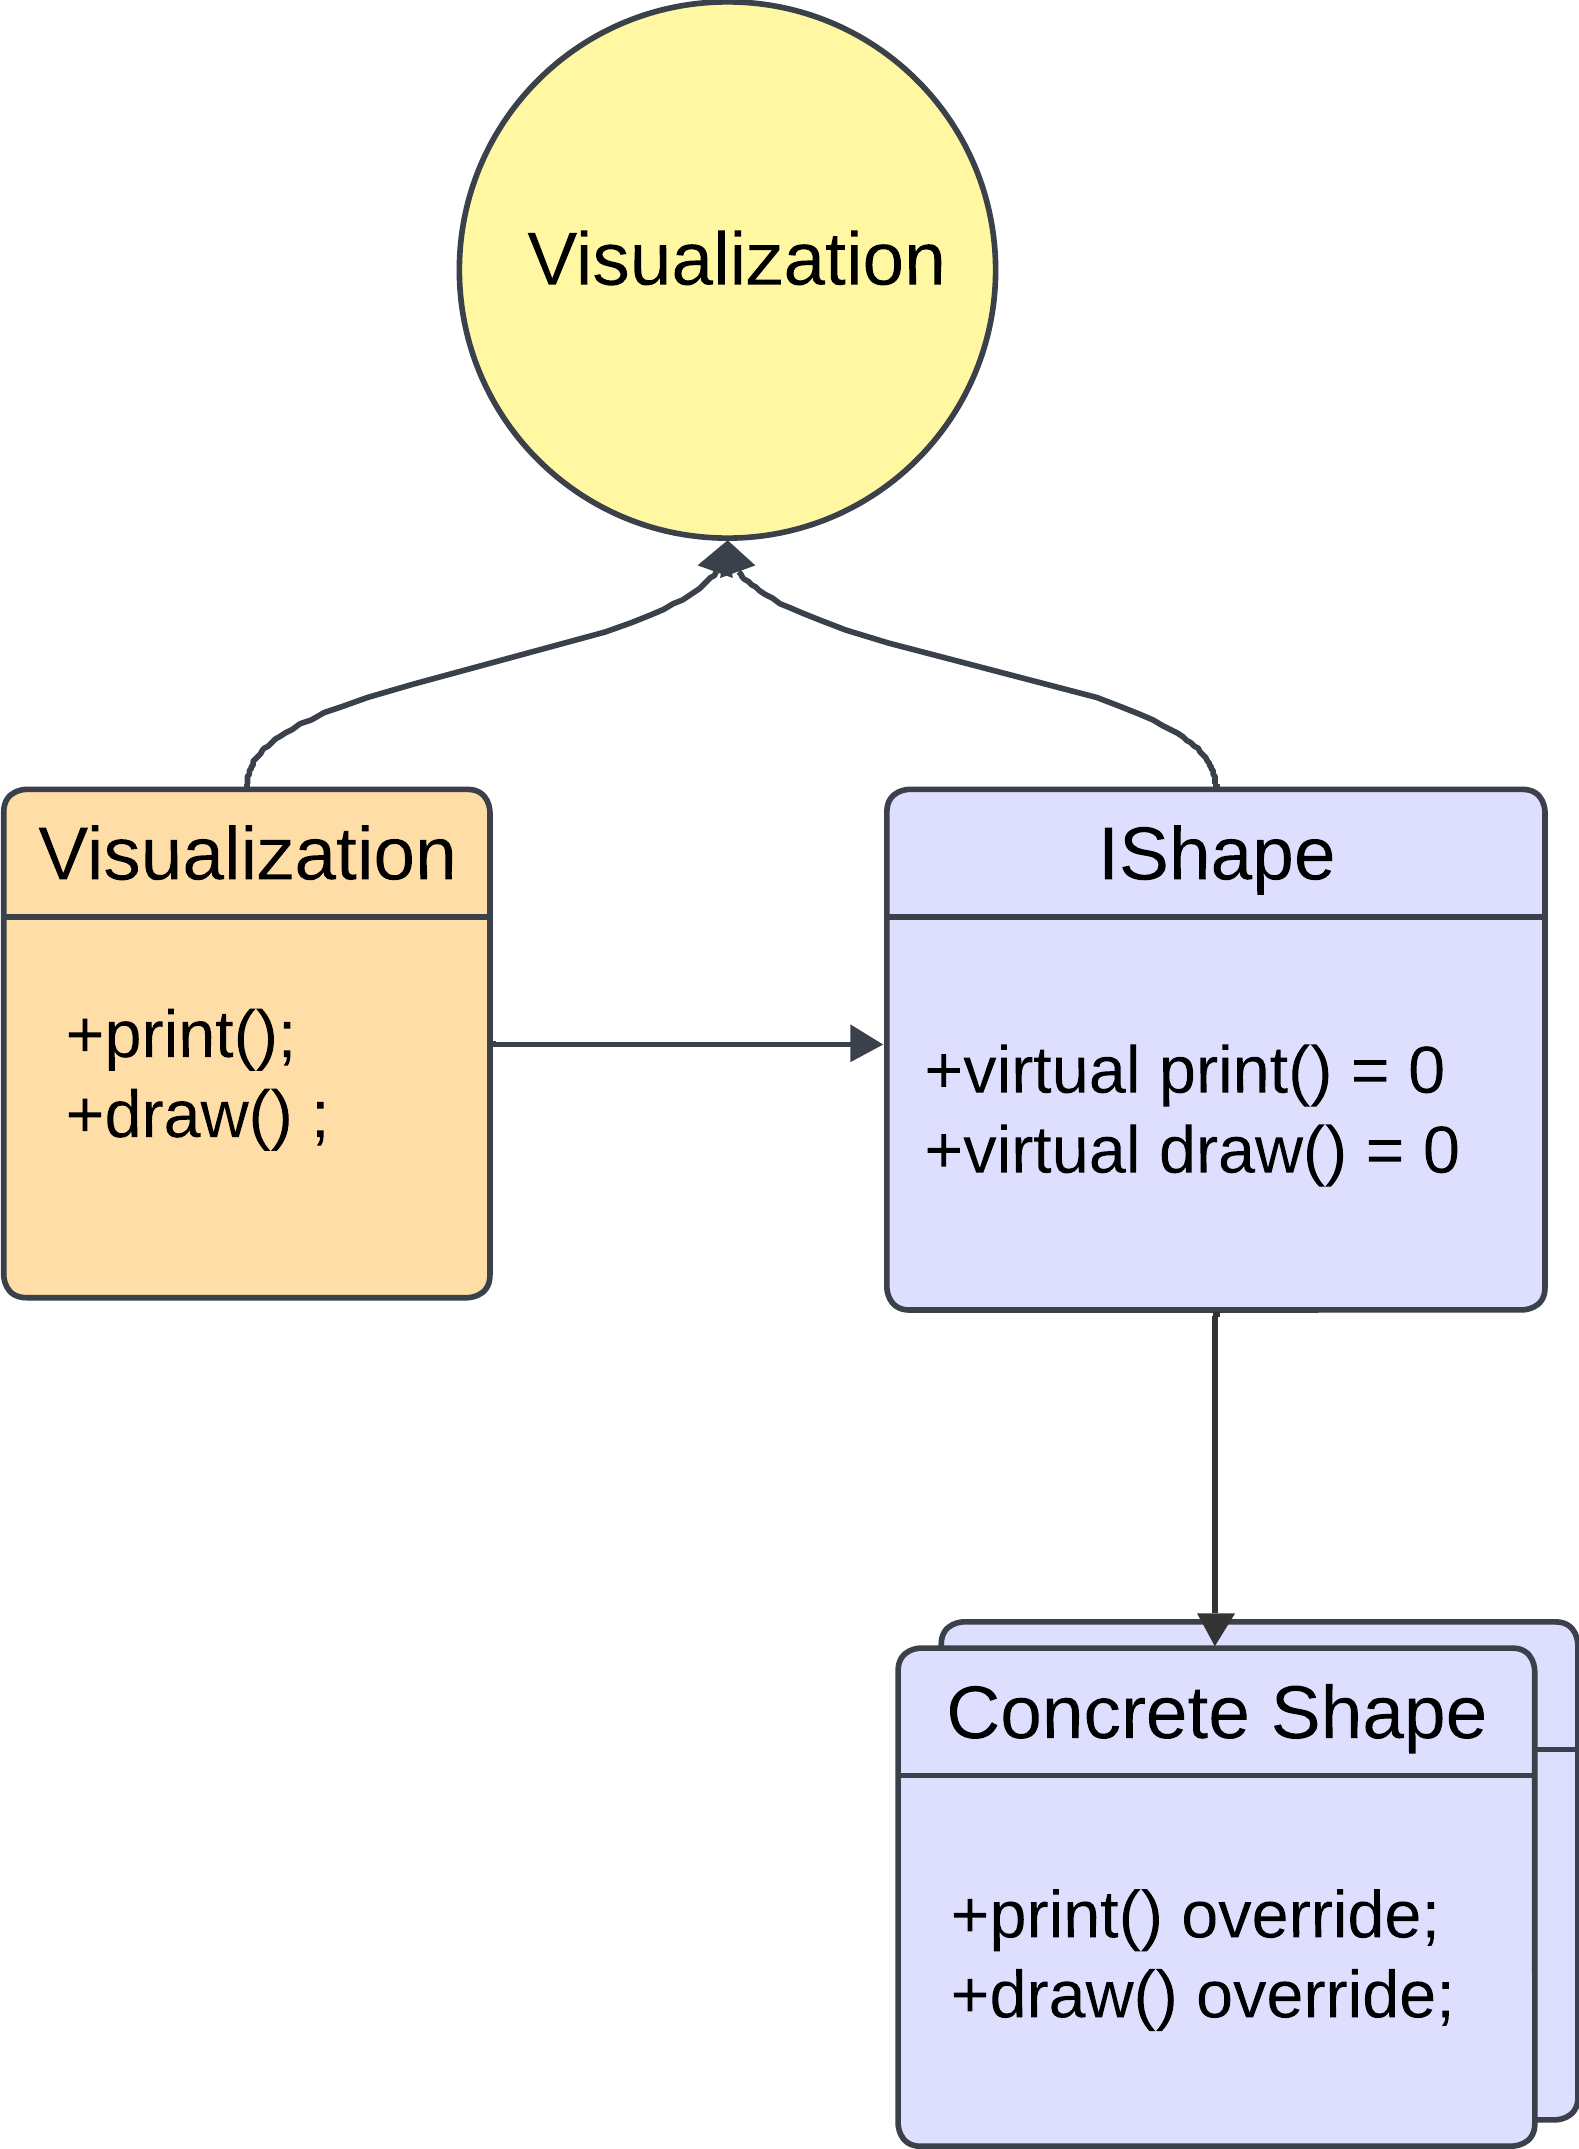 Visualization
Visualization
+print();
+draw() ;
IShape
+virtual print() = 0
+virtual draw() = 0
Concrete Shape
+print() override;
+draw() override;